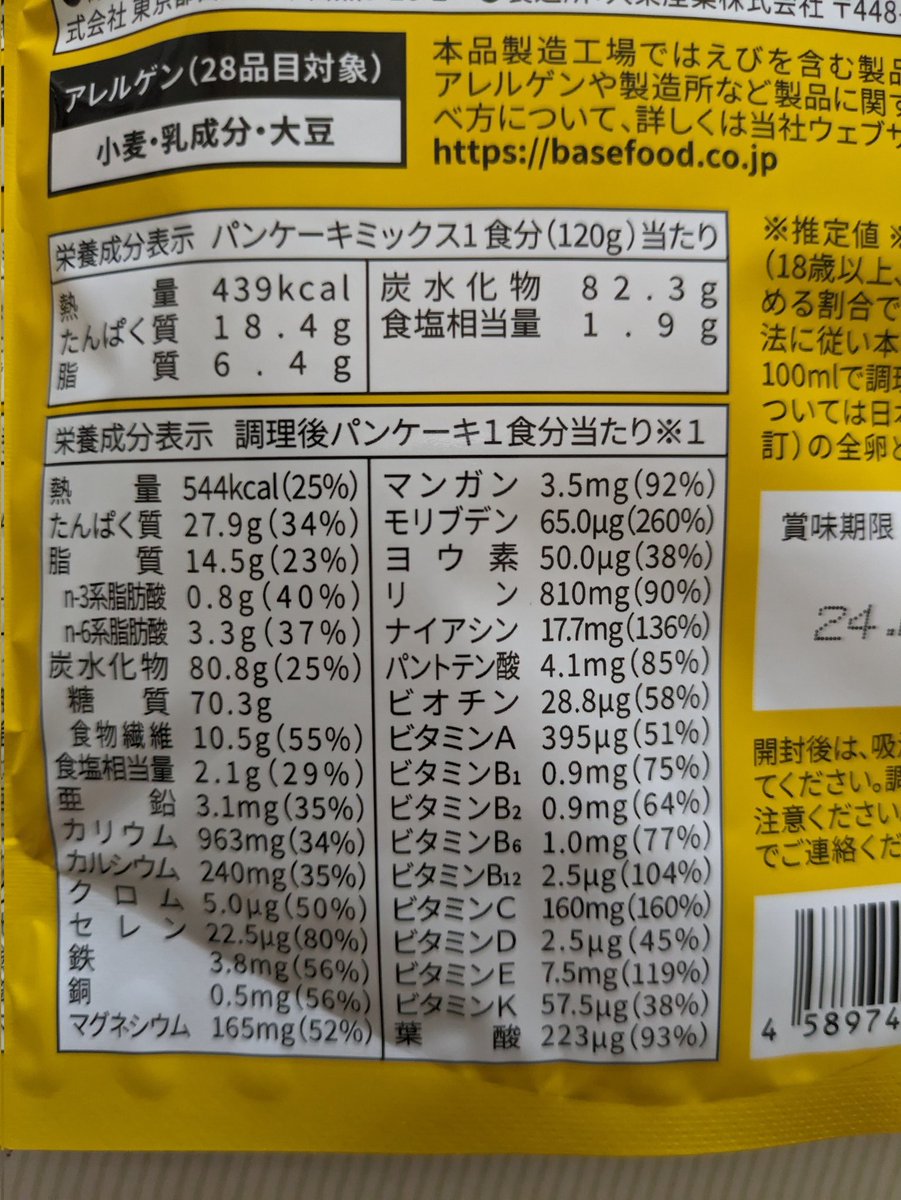 式会社
株式会社 〒448-
アレルゲン(28品目対象)
小麦・乳成分・大豆
本品製造工場ではえびを含む製品
アレルゲンや製造所など製品に関す
べ方について、詳しくは当社ウェブサ
https://basefood.co.jp
栄養成分表示 パンケーキミックス1食分(120g)当たり
熱量 439kcal
たんぱく質 18.4g
脂質 6.4g
炭水化物 82.3g
食塩相当量 1.9g
栄養成分表示 調理後パンケーキ1食分当たり※1
熱量 544kcal(25%)
たんぱく質 27.9g(34%)
脂質 14.5g(23%)
n-3系脂肪酸 0.8g(40%)
n-6系脂肪酸 3.3g(37%)
炭水化物 80.8g(25%)
糖質 70.3g
食物繊維 10.5g(55%)
食塩相当量 2.1g(29%)
亜鉛 3.1mg(35%)
カリウム 963mg(34%)
カルシウム 240mg(35%)
クロム 5.0μg(50%)
セレン 22.5μg(80%)
鉄 3.8mg(56%)
銅 0.5mg(56%)
マグネシウム 165mg(52%)
マンガン 3.5mg(92%)
モリブデン 65.0μg(260%)
ヨウ素 50.0μg(38%)
リン 810mg(90%)
ナイアシン 17.7mg(136%)
パントテン酸 4.1mg(85%)
ビオチン 28.8μg(58%)
ビタミンA 395μg(51%)
ビタミンB1 0.9mg(75%)
ビタミンB2 0.9mg(64%)
ビタミンB6 1.0mg(77%)
ビタミンB12 2.5μg(104%)
ビタミンC 160mg(160%)
ビタミンD 2.5μg(45%)
ビタミンE 7.5mg(119%)
ビタミンK 57.5μg(38%)
葉酸 223μg(93%)
※推定値 ※
(18歳以上、
める割合で
法に従い本
100mlで調理
ついては日本
訂)の全卵と
賞味期限
24.
開封後は、吸
てください。調
注意ください
でご連絡くだ
4 58974